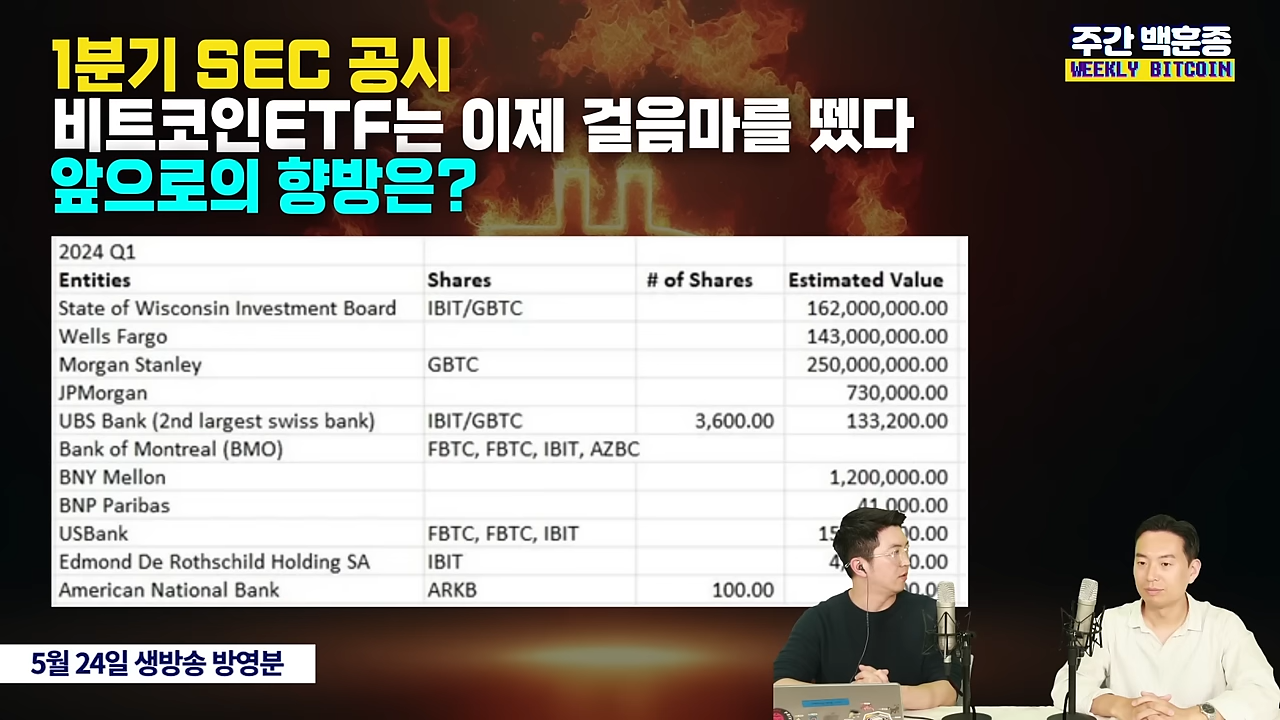 1분기 SEC 공시
비트코인ETF는 이제 걸음마를 뗐다
앞으로의 향방은?
주간 백훈종
WEEKLY BITCOIN
2024 Q1
Entities Shares # of Shares Estimated Value
State of Wisconsin Investment Board IBIT/GBTC 162,000,000.00
Wells Fargo 143,000,000.00
Morgan Stanley GBTC 250,000,000.00
JPMorgan 730,000.00
UBS Bank (2nd largest swiss bank) IBIT/GBTC 3,600.00 133,200.00
Bank of Montreal (BMO) FBTC, FBTC, IBIT, AZBC
BNY Mellon 1,200,000.00
BNP Paribas 41,000.00
USBank FBTC, FBTC, IBIT
Edmond De Rothschild Holding SA IBIT
American National Bank ARKB 100.00
5월 24일 생방송 방영분